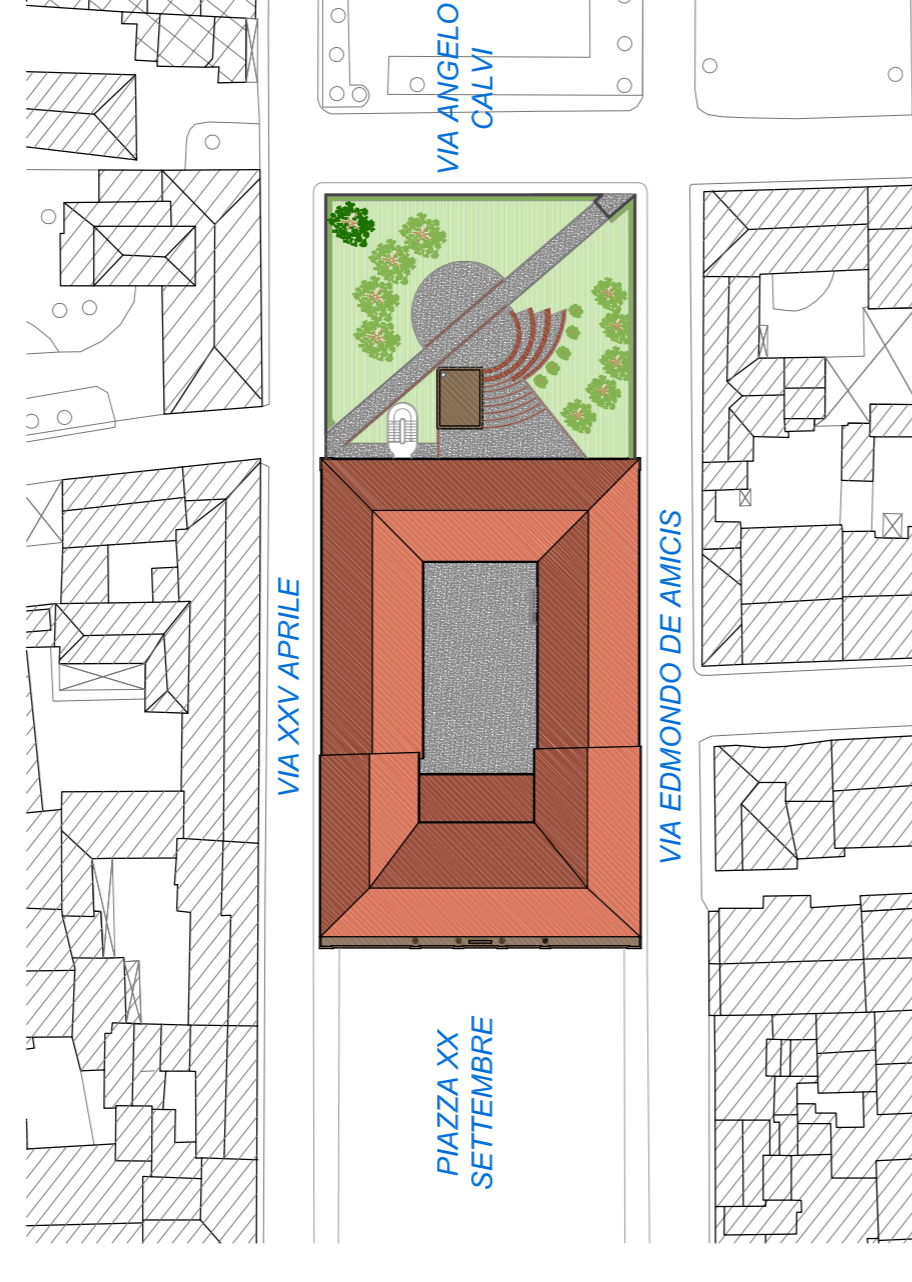 VIA ANGELO
CALVI
VIA XXV APRILE
VIA EDMONDO DE AMICIS
PIAZZA XX
SETTEMBRE